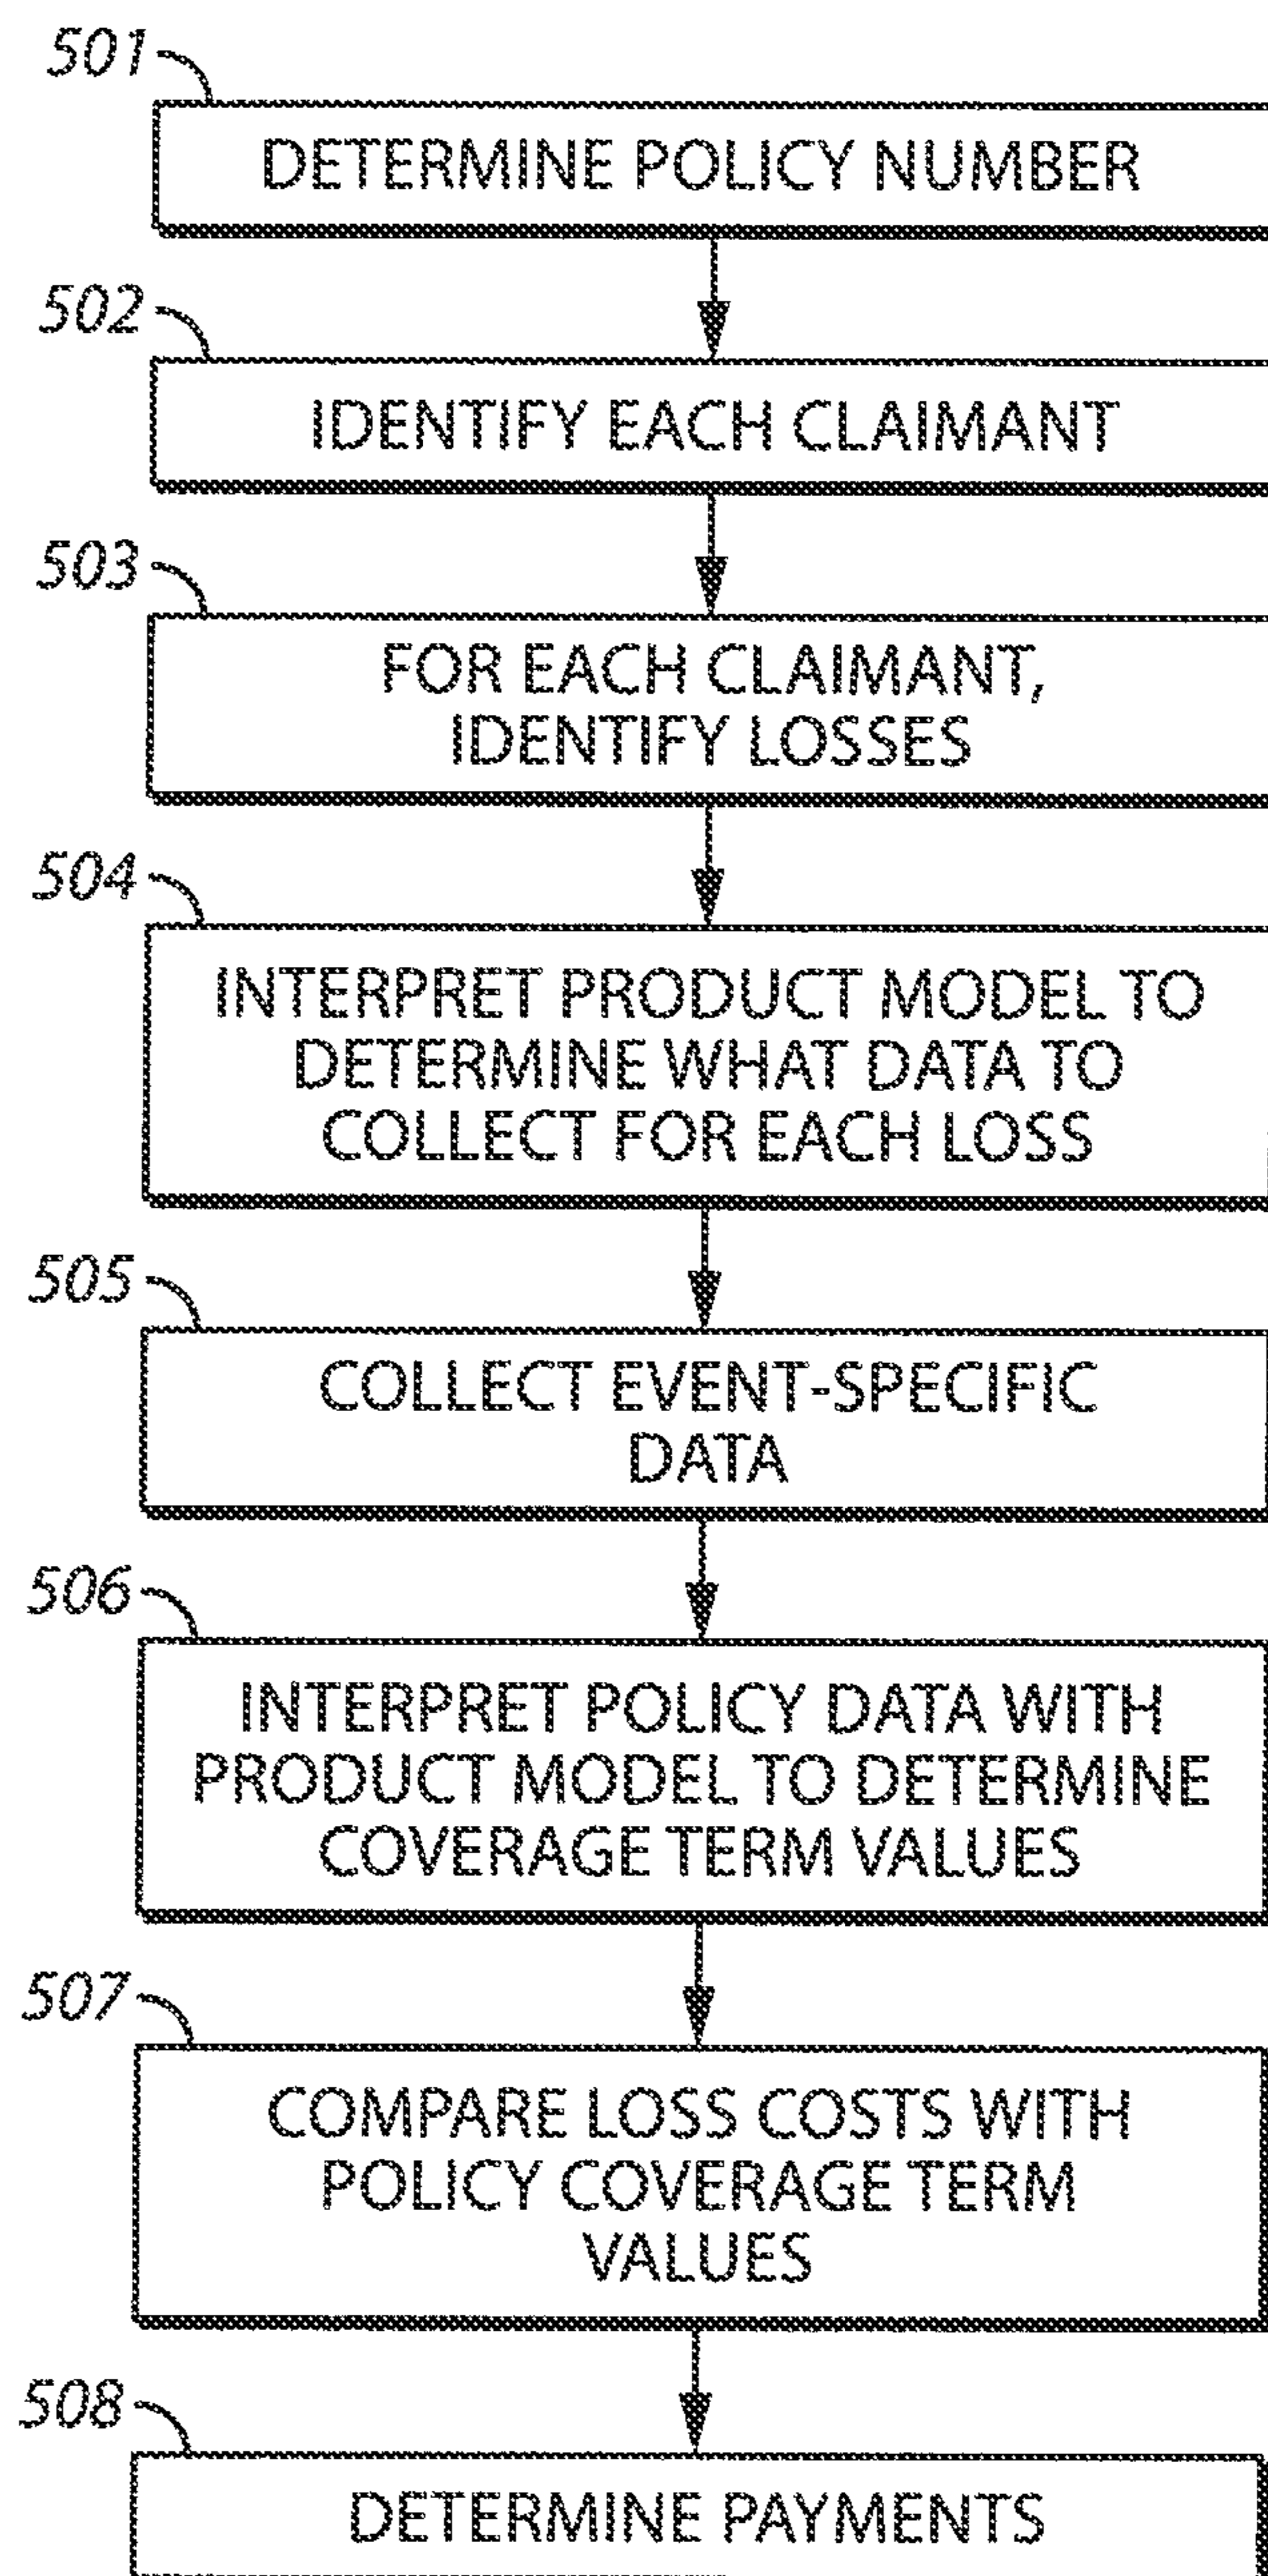 501
DETERMINE POLICY NUMBER
502
IDENTIFY EACH CLAIMANT
503
FOR EACH CLAIMANT,
IDENTIFY LOSSES
504
INTERPRET PRODUCT MODEL TO
DETERMINE WHAT DATA TO
COLLECT FOR EACH LOSS
505
COLLECT EVENT-SPECIFIC
DATA
506
INTERPRET POLICY DATA WITH
PRODUCT MODEL TO DETERMINE
COVERAGE TERM VALUES
507
COMPARE LOSS COSTS WITH
POLICY COVERAGE TERM
VALUES
508
DETERMINE PAYMENTS